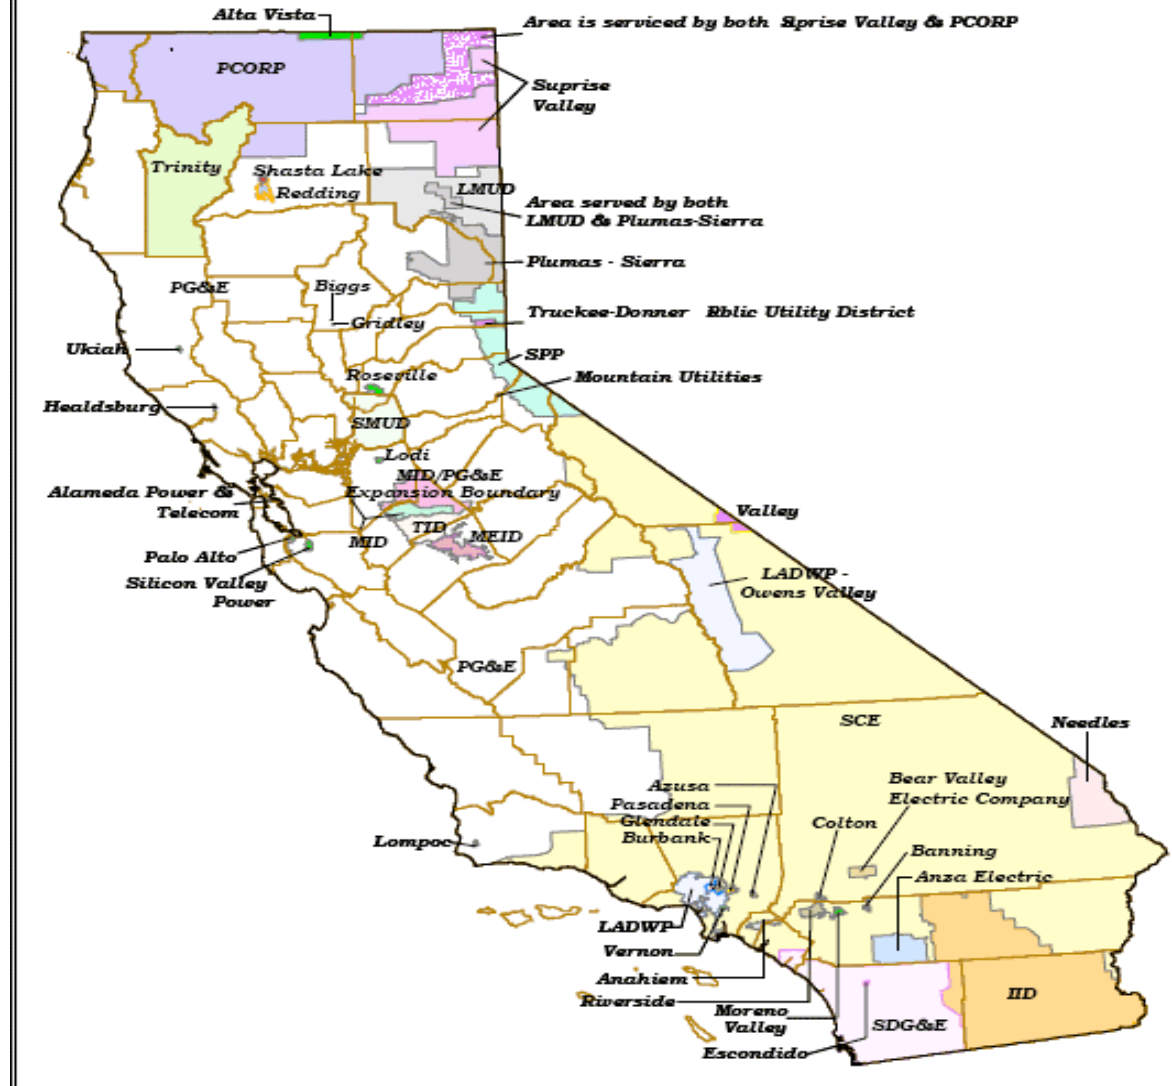 Alta Vista
Area is serviced by both Suprise Valley & PCORP
PCORP
Suprise
Valley
Trinity
Shasta Lake
Redding
LMUD
Area served by both
LMUD & Plumas-Sierra
Plumas - Sierra
PG&E
Biggs
Gridley
Truckee-Donner Public Utility District
Ukiah
SPP
Roseville
Mountain Utilities
Healdsburg
SMUD
Lodi
MID/PG&E
Expansion Boundary
Alameda Power &
Telecom
Valley
TID
MEID
MID
Palo Alto
Silicon Valley
Power
LADWP -
Owens Valley
PG&E
SCE
Needles
Azusa
Bear Valley
Electric Company
Pasadena
Glendale
Burbank
Colton
Lompoc
Banning
Anza Electric
LADWP
Vernon
Anahiem
Riverside
IID
Moreno
Valley
SDG&E
Escondido